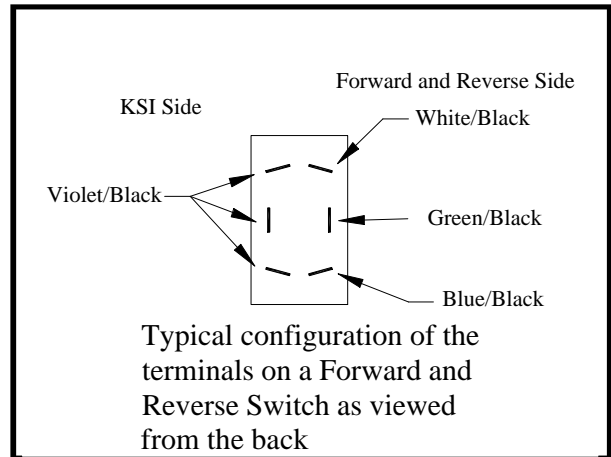 Forward and Reverse Side
KSI Side
White/Black
Violet/Black
Green/Black
Blue/Black
Typical configuration of the
terminals on a Forward and
Reverse Switch as viewed
from the back